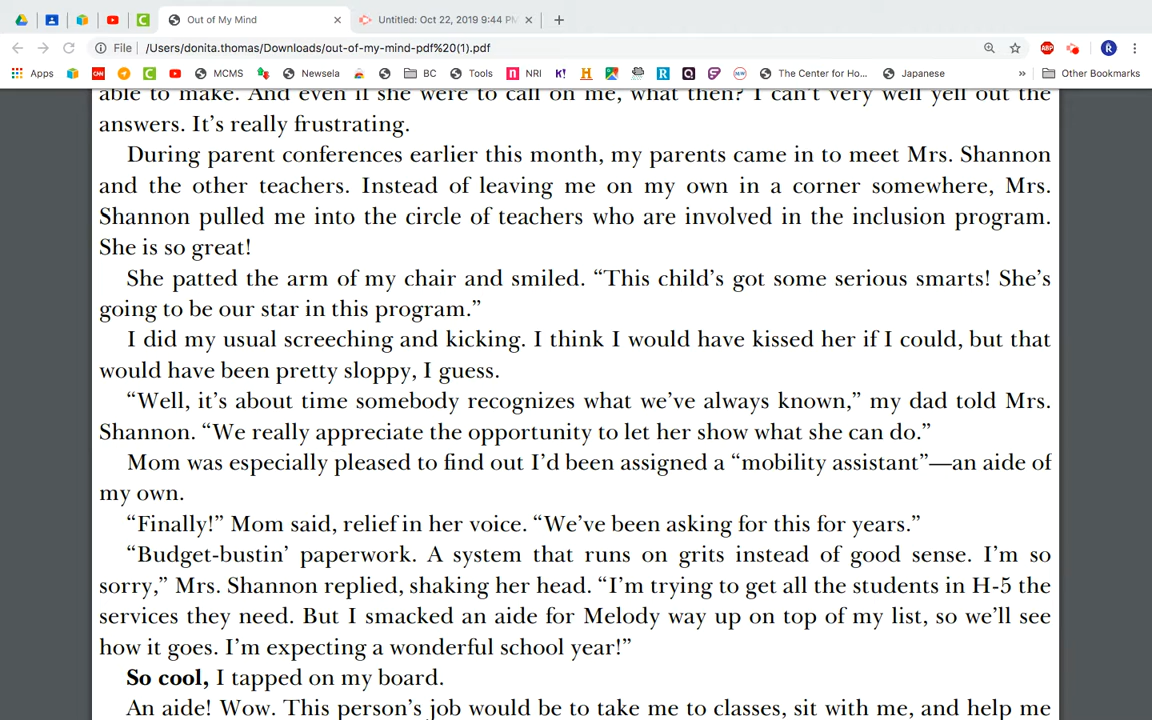 Out of My Mind
Untitled: Oct 22, 2019 9:44 PM
File /Users/donita.thomas/Downloads/out-of-my-mind-pdf%20(1).pdf
Apps CNN MCMS Newsela BC Tools NRI K! The Center for Ho... Japanese » Other Bookmarks
able to make. And even if she were to call on me, what then? I can't very well yell out the
answers. It's really frustrating.
During parent conferences earlier this month, my parents came in to meet Mrs. Shannon
and the other teachers. Instead of leaving me on my own in a corner somewhere, Mrs.
Shannon pulled me into the circle of teachers who are involved in the inclusion program.
She is so great!
She patted the arm of my chair and smiled. “This child’s got some serious smarts! She’s
going to be our star in this program.”
I did my usual screeching and kicking. I think I would have kissed her if I could, but that
would have been pretty sloppy, I guess.
“Well, it’s about time somebody recognizes what we’ve always known,” my dad told Mrs.
Shannon. “We really appreciate the opportunity to let her show what she can do.”
Mom was especially pleased to find out I’d been assigned a “mobility assistant”—an aide of
my own.
“Finally!” Mom said, relief in her voice. “We’ve been asking for this for years.”
“Budget-bustin’ paperwork. A system that runs on grits instead of good sense. I’m so
sorry,” Mrs. Shannon replied, shaking her head. “I’m trying to get all the students in H-5 the
services they need. But I smacked an aide for Melody way up on top of my list, so we’ll see
how it goes. I’m expecting a wonderful school year!”
So cool, I tapped on my board.
An aide! Wow. This person’s job would be to take me to classes, sit with me, and help me